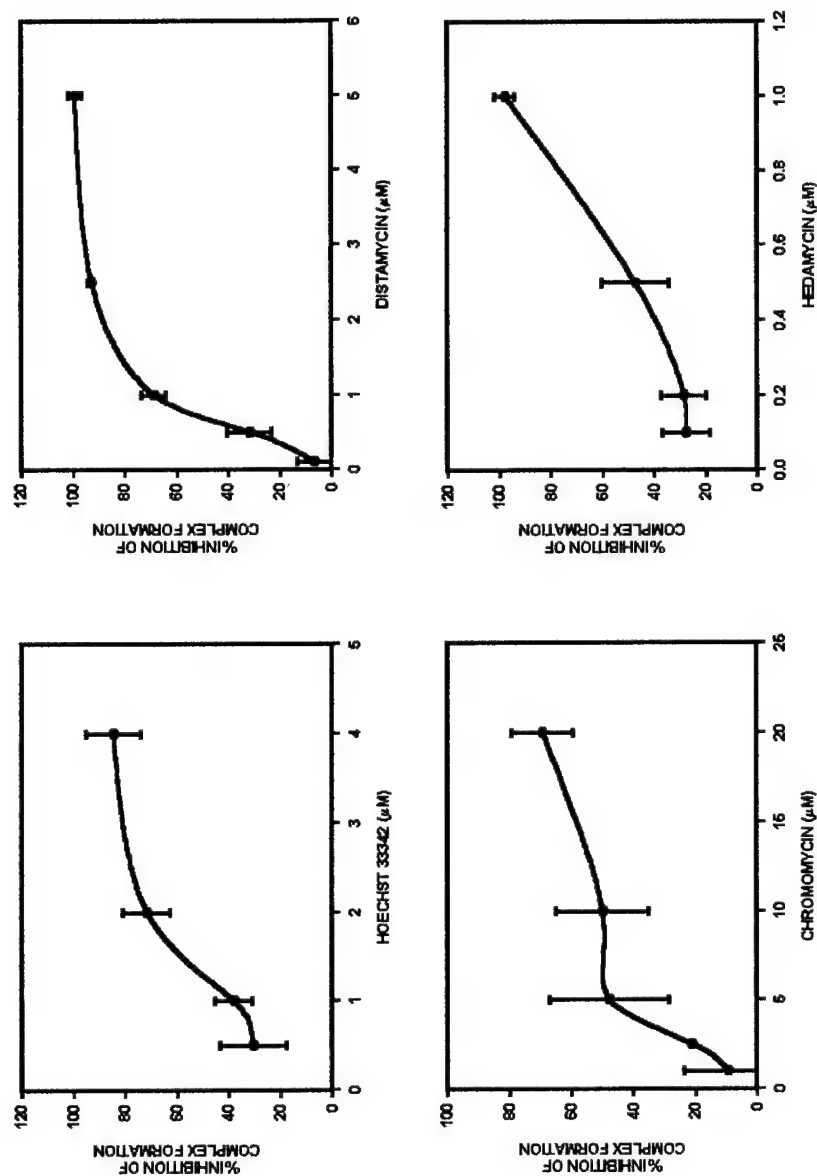 %INHIBITION OF
COMPLEX FORMATION
120
100
80
60
40
20
0
0 1 2 3 4 5
HOECHST 33342 (µM)
%INHIBITION OF
COMPLEX FORMATION
120
100
80
60
40
20
0
0 1 2 3 4 5 6
DISTAMYCIN (µM)
%INHIBITION OF
COMPLEX FORMATION
100
80
60
40
20
0
0 5 10 15 20 25
CHROMOMYCIN (µM)
%INHIBITION OF
COMPLEX FORMATION
120
100
80
60
40
20
0
0.0 0.2 0.4 0.6 0.8 1.0 1.2
HEDAMYCIN (µM)